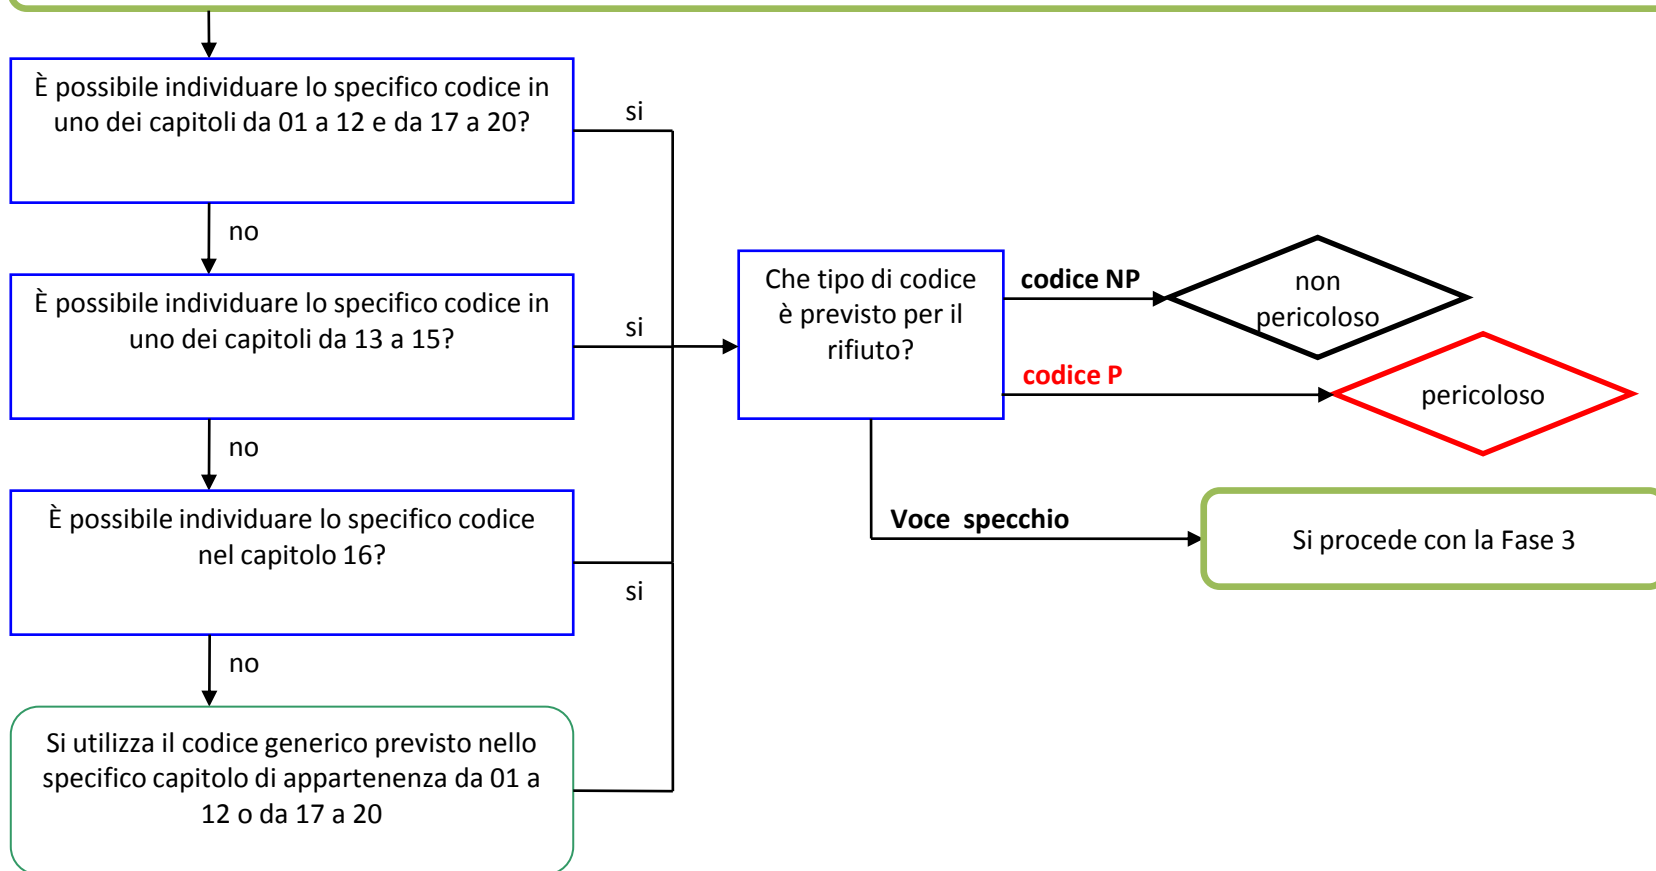 È possibile individuare lo specifico codice in
uno dei capitoli da 01 a 12 e da 17 a 20?
si
no
È possibile individuare lo specifico codice in
uno dei capitoli da 13 a 15?
si
no
È possibile individuare lo specifico codice
nel capitolo 16?
si
no
Si utilizza il codice generico previsto nello
specifico capitolo di appartenenza da 01 a
12 o da 17 a 20
Che tipo di codice
è previsto per il
rifiuto?
codice NP
non
pericoloso
codice P
pericoloso
Voce specchio
Si procede con la Fase 3